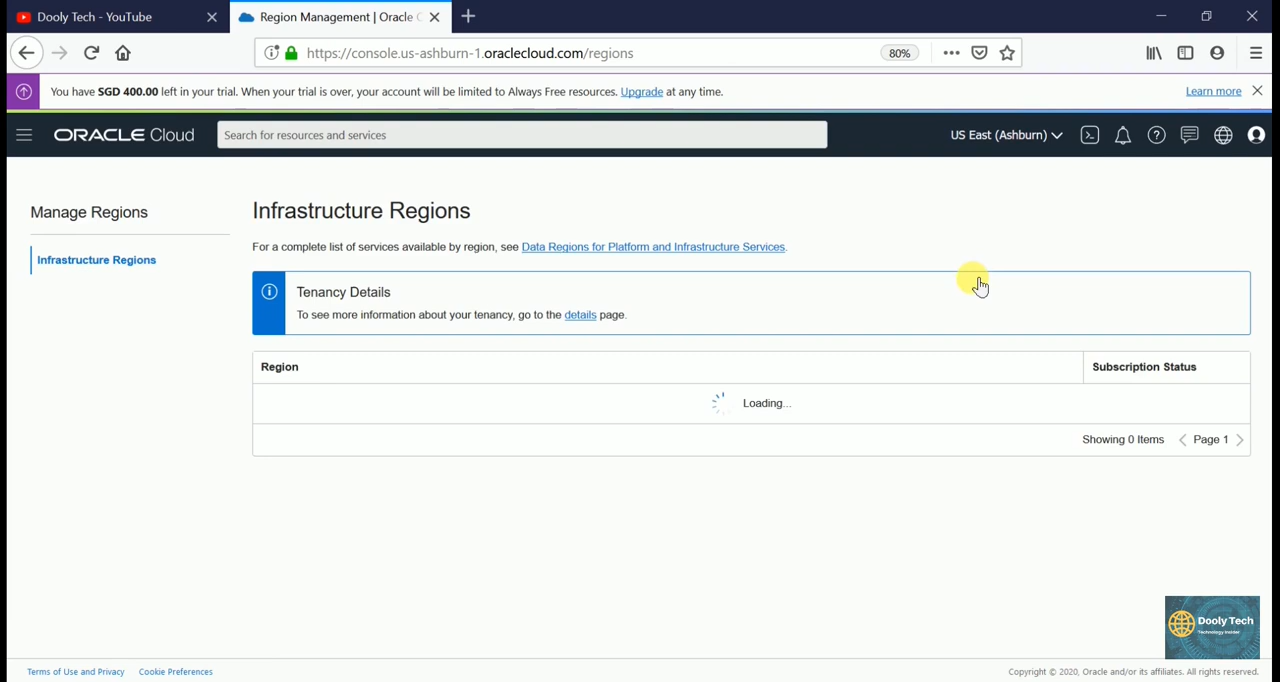 Dooly Tech - YouTube
Region Management | Oracle C
https://console.us-ashburn-1.oraclecloud.com/regions
80%
You have SGD 400.00 left in your trial. When your trial is over, your account will be limited to Always Free resources. Upgrade at any time.
Learn more
ORACLE Cloud
Search for resources and services
US East (Ashburn)
Manage Regions
Infrastructure Regions
Infrastructure Regions
For a complete list of services available by region, see Data Regions for Platform and Infrastructure Services.
Tenancy Details
To see more information about your tenancy, go to the details page.
Region
Subscription Status
Loading...
Showing 0 Items
Page 1
Dooly Tech
Technology Insider
Terms of Use and Privacy
Cookie Preferences
Copyright © 2020, Oracle and/or its affiliates. All rights reserved.